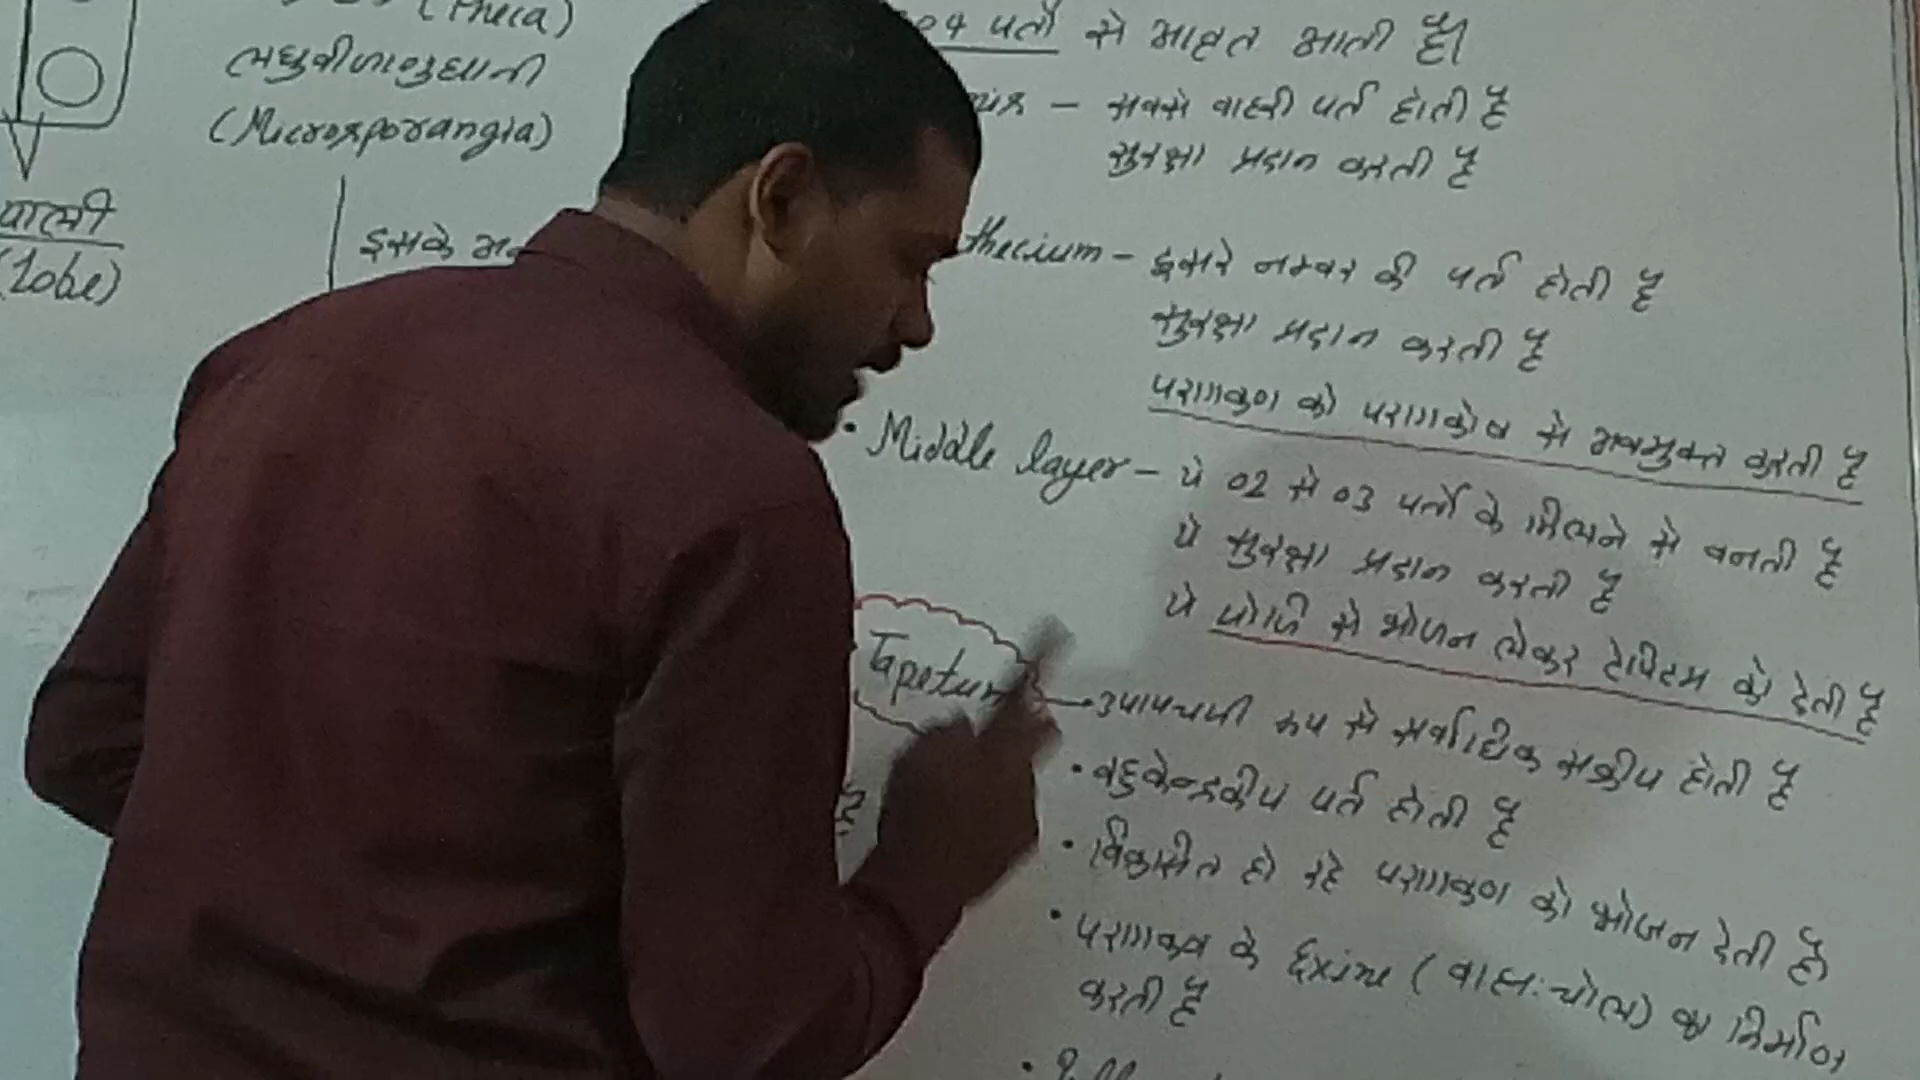 (Theca)
लघुबीजाणुधानी
(Microsporangia)
पाली
(Lobe)
इसके
04 पर्तो से आवृत आती है।
mis – सबसे बाहरी पर्त होती है
सुरक्षा प्रदान करती है
thecium – दूसरे नम्बर की पर्त होती है
सुरक्षा प्रदान करती है
परागकण को परागकोष से अवमुक्त करती है
• Middle layer – ये 02 से 03 पर्तो के मिलने से बनती है
ये सुरक्षा प्रदान करती है
ये योजि से भोजन लेकर टेपिटम को देती है
Tapetum
उपापचयी रूप से सर्वाधिक सक्रीय होती है
• बहुकेन्द्रकीय पर्त होती है
• विकासित हो रहे परागकण को भोजन देती है
• परागकण के Exine (बाह्य:चोल) का निर्माण
करती है